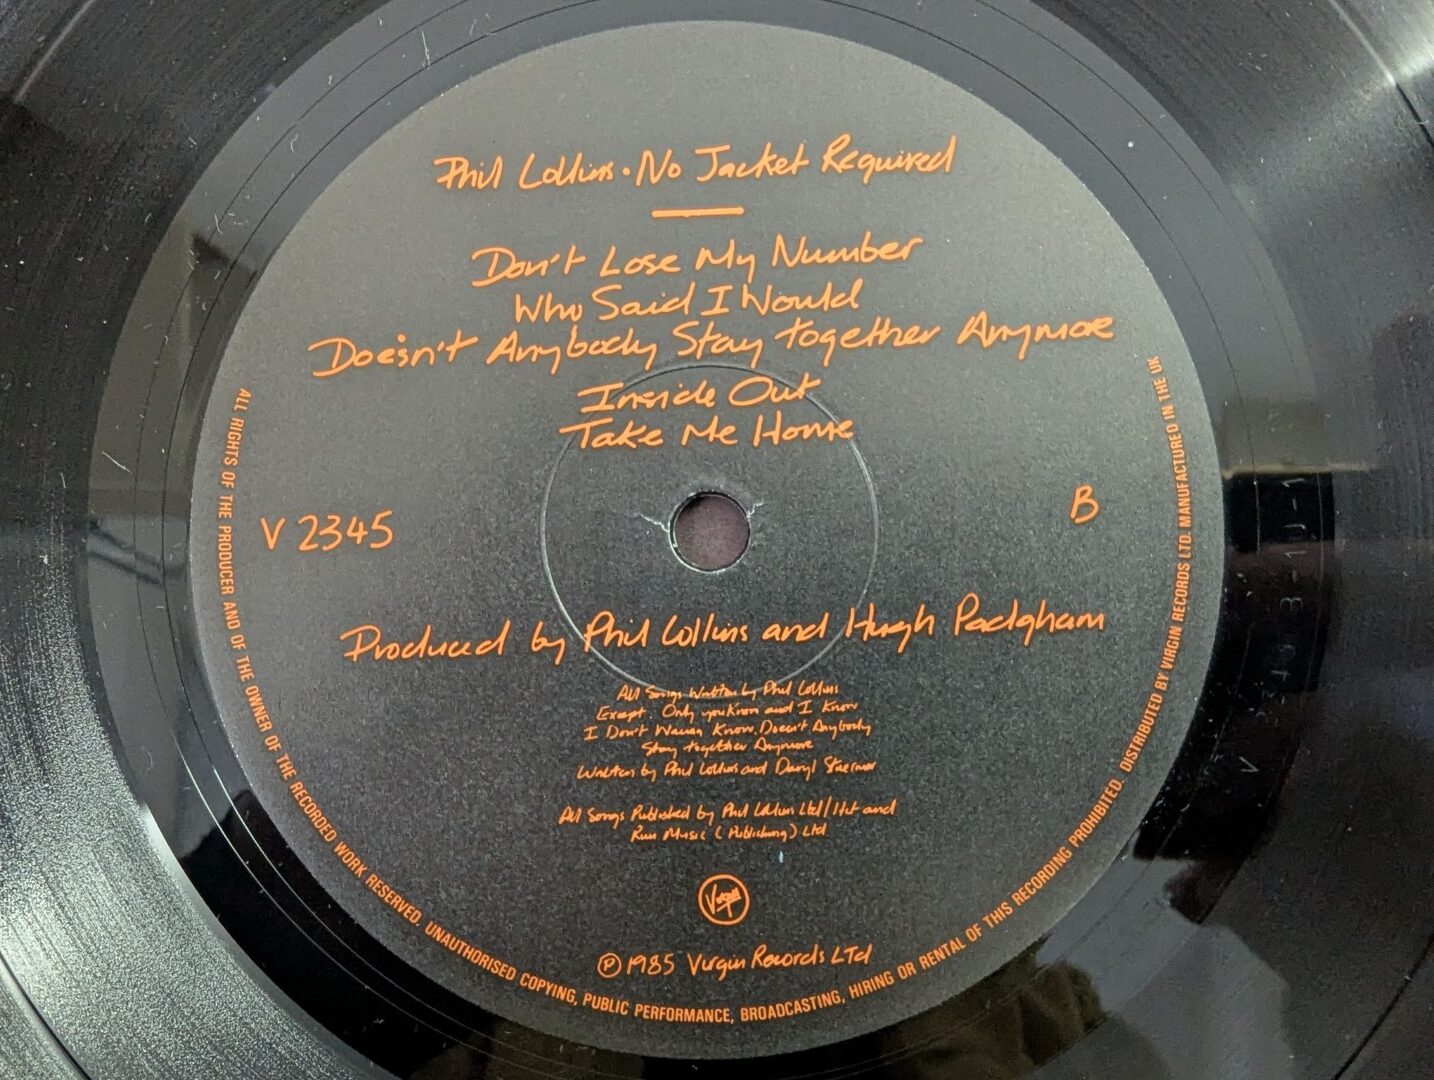 Phil Collins • No Jacket Required
Don't Lose My Number
Who Said I Would
Doesn't Anybody Stay together Anymore
Inside Out
Take Me Home
V 2345
B
Produced by Phil Collins and Hugh Padgham
All Songs Written by Phil Collins
Except. Only you Know and I Know
I Don't Wanna Know, Doesn't Anybody
Stay together Anymore
Written by Phil Collins and Daryl Stuermer
All Songs Published by Phil Collins Ltd/Hit and
Run Music (Publishing) Ltd
Virgin
℗ 1985 Virgin Records LTd
ALL RIGHTS OF THE PRODUCER AND OF THE OWNER OF THE RECORDED WORK RESERVED. UNAUTHORISED COPYING, PUBLIC PERFORMANCE, BROADCASTING, HIRING OR RENTAL OF THIS RECORDING PROHIBITED. DISTRIBUTED BY VIRGIN RECORDS LTD. MANUFACTURED IN THE UK